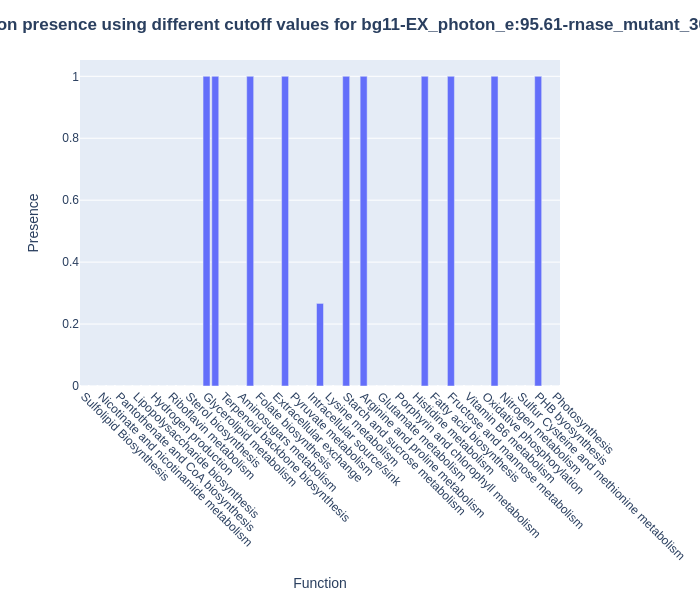 on presence using different cutoff values for bg11-EX_photon_e:95.61-rnase_mutant_30
1
0.8
0.6
0.4
0.2
0
Presence
Sulfolipid Biosynthesis
Nicotinate and nicotinamide metabolism
Pantothenate and CoA biosynthesis
Lipopolysaccharide biosynthesis
Hydrogen production
Riboflavin metabolism
Sterol biosynthesis
Glycerolipid metabolism
Terpenoid backbone biosynthesis
Aminosugars metabolism
Folate biosynthesis
Extracellular exchange
Pyruvate metabolism
Intracellular source/sink
Lysine metabolism
Starch and sucrose metabolism
Arginine and proline metabolism
Glutamate metabolism
Porphyrin and chorophyll metabolism
Histidine metabolism
Fatty acid biosynthesis
Fructose and mannose metabolism
Vitamin B6 metabolism
Oxidative phosphorylation
Nitrogen metabolism
Sulfur Cysteine and methionine metabolism
PHB byosynthesis
Photosynthesis
Function